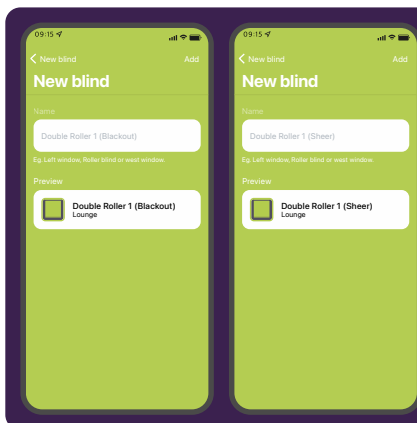 09:15
New blind
Add
New blind
Name
Double Roller 1 (Blackout)
Eg. Left window, Roller blind or west window.
Preview
Double Roller 1 (Blackout)
Lounge
09:15
New blind
Add
New blind
Name
Double Roller 1 (Sheer)
Eg. Left window, Roller blind or west window.
Preview
Double Roller 1 (Sheer)
Lounge